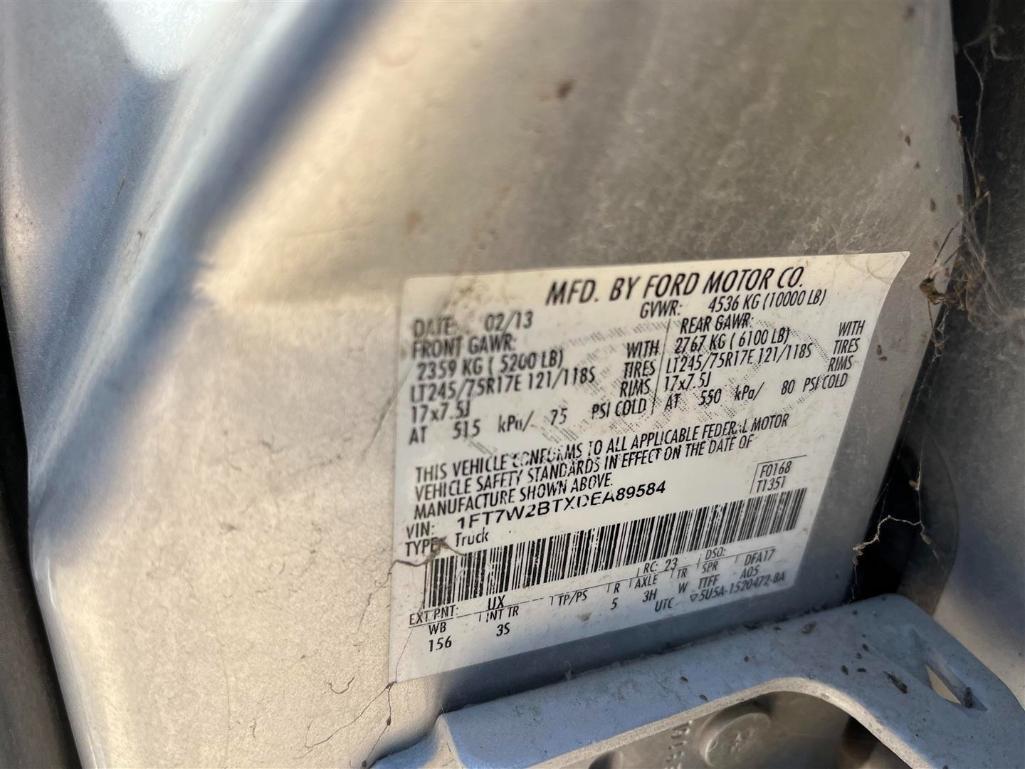 MFD. BY FORD MOTOR CO.
DATE: 02/13 GVWR: 4536 KG (10000 LB)
FRONT GAWR: REAR GAWR:
2359 KG ( 5200 LB) WITH 2767 KG ( 6100 LB) WITH
LT245/75R17E 121/118S TIRES LT245/75R17E 121/118S TIRES
17x7.5J RIMS 17x7.5J RIMS
AT 515 kPa/ 75 PSI COLD AT 550 kPa/ 80 PSI COLD
THIS VEHICLE CONFORMS TO ALL APPLICABLE FEDERAL MOTOR
VEHICLE SAFETY STANDARDS IN EFFECT ON THE DATE OF
MANUFACTURE SHOWN ABOVE.
F0168
T1351
VIN: 1FT7W2BTXDEA89584
TYPE: Truck
EXT PNT: UX RC: 23 DSO:
WB INT TR TP/PS R AXLE TR SPR DFA17
156 3S 5 3H W TTFF A05
UTC ▽5U5A-1520472-BA